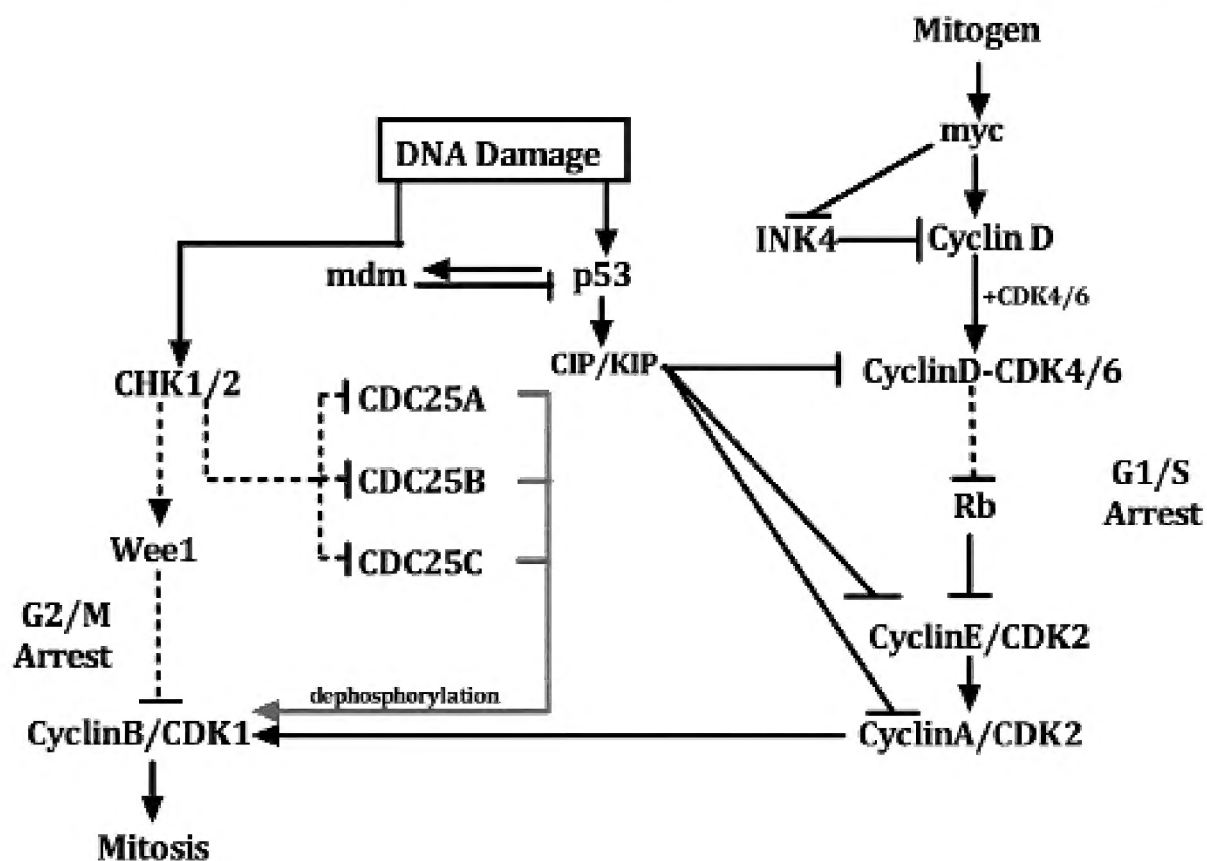 Mitogen
myc
DNA Damage
INK4
Cyclin D
mdm
p53
+CDK4/6
CIP/KIP
CyclinD-CDK4/6
CHK1/2
CDC25A
CDC25B
G1/S
Arrest
Rb
Wee1
CDC25C
G2/M
Arrest
CyclinE/CDK2
dephosphorylation
CyclinB/CDK1
CyclinA/CDK2
Mitosis